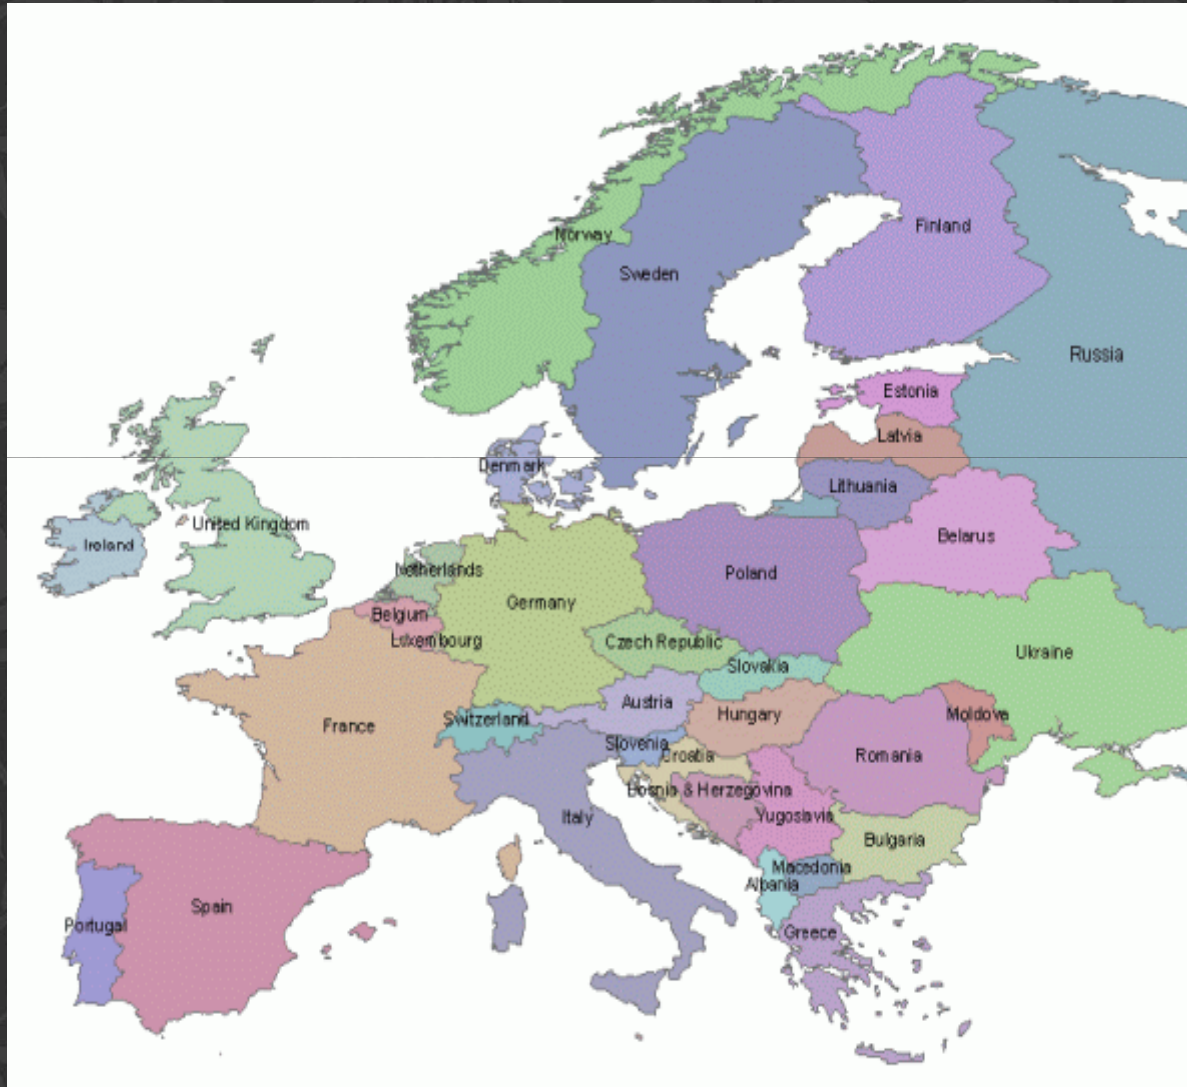 Norway
Finland
Sweden
Russia
Estonia
Latvia
Denmark
Lithuania
United Kingdom
Belarus
Ireland
Netherlands
Poland
Germany
Belgium
Luxembourg
Czech Republic
Ukraine
Slovakia
Austria
Switzerland
Hungary
Moldova
France
Slovenia
Croatia
Romania
Bosnia & Herzegovina
Italy
Yugoslavia
Bulgaria
Macedonia
Albania
Spain
Portugal
Greece